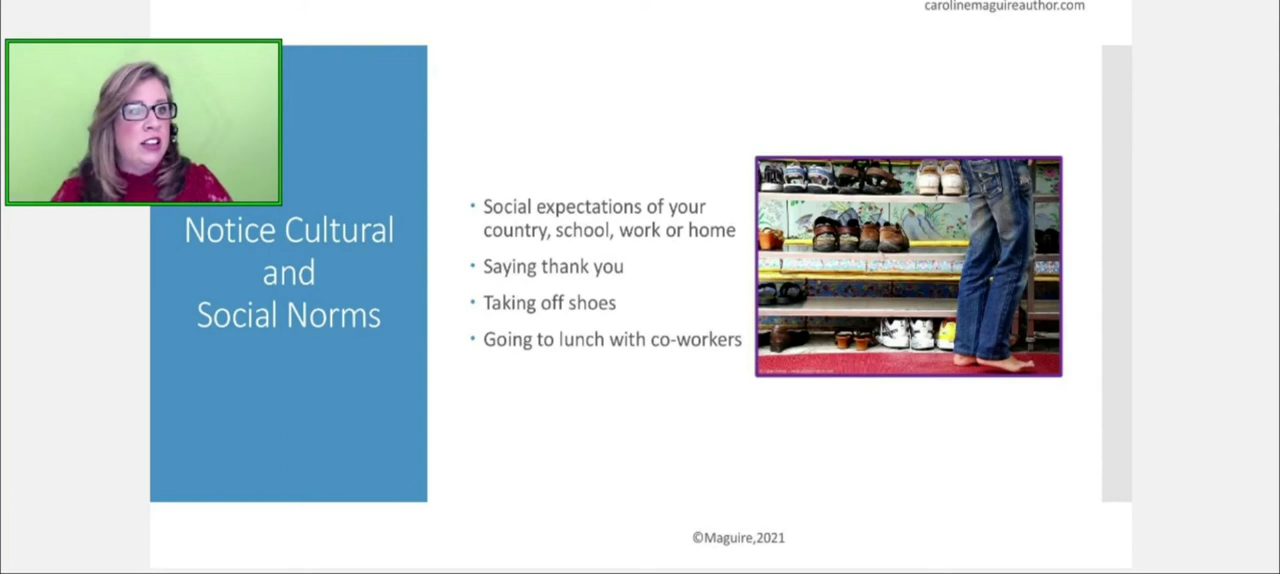 carolinemaguireauthor.com
Notice Cultural
and
Social Norms
• Social expectations of your
country, school, work or home
• Saying thank you
• Taking off shoes
• Going to lunch with co-workers
©Maguire,2021